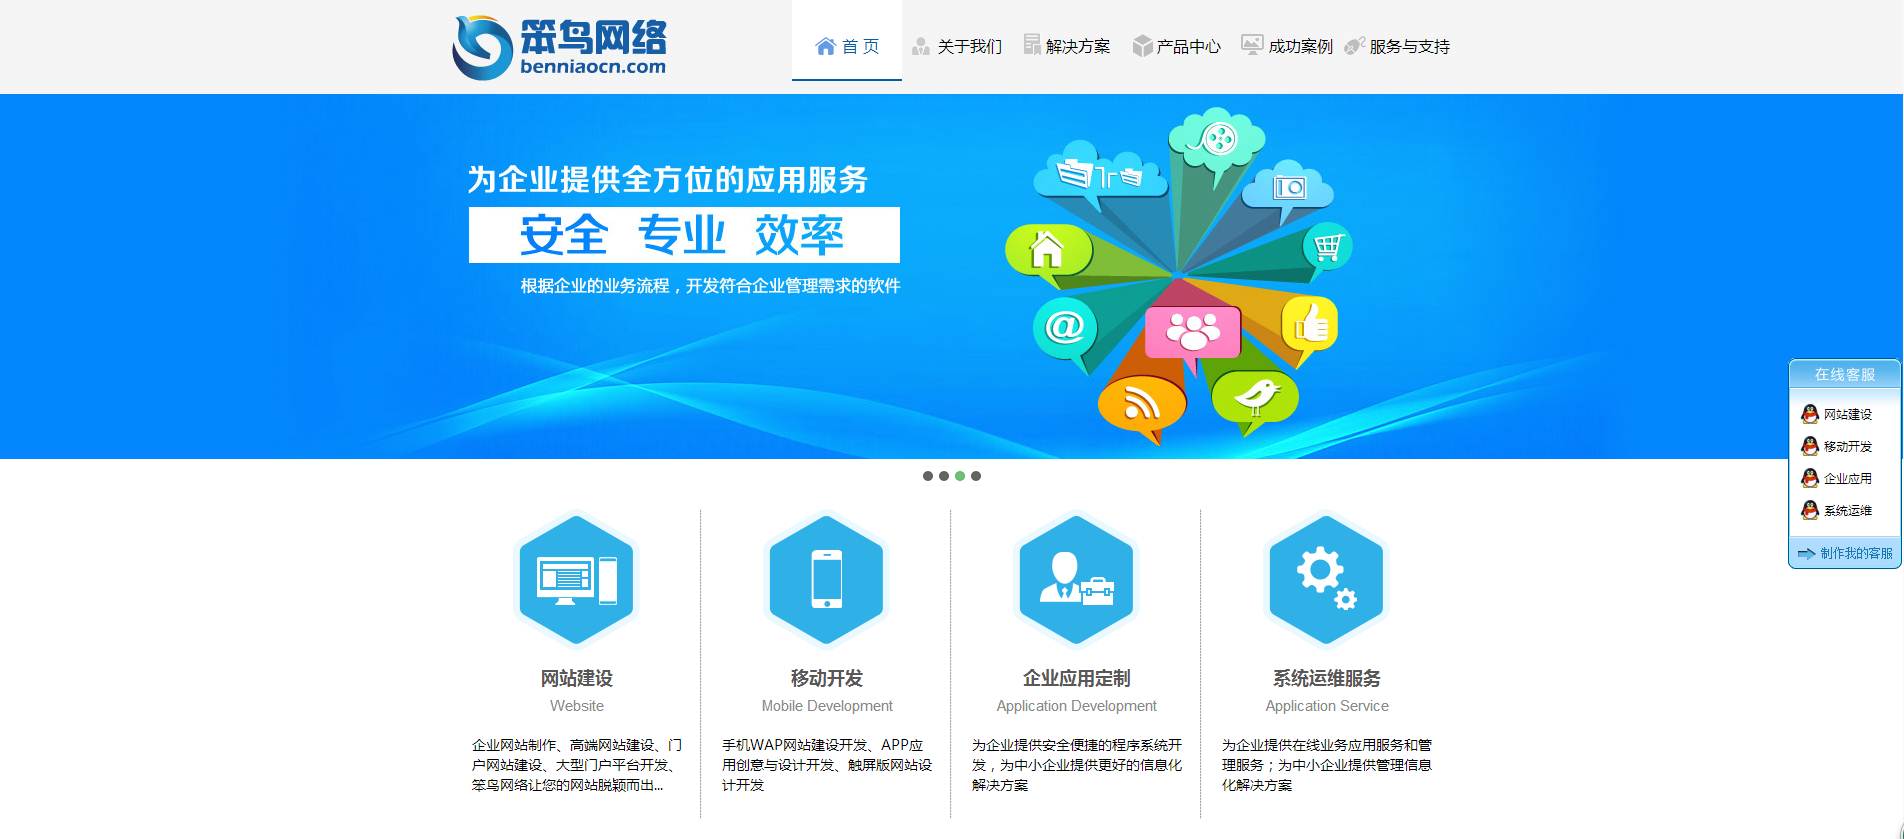 笨鸟网络
benniaocn.com
首 页
关于我们
解决方案
产品中心
成功案例
服务与支持
为企业提供全方位的应用服务
安全 专业 效率
根据企业的业务流程，开发符合企业管理需求的软件
在线客服
网站建设
移动开发
企业应用
系统运维
制作我的客服
网站建设
Website
企业网站制作、高端网站建设、门
户网站建设、大型门户平台开发、
笨鸟网络让您的网站脱颖而出...
移动开发
Mobile Development
手机WAP网站建设开发、APP应
用创意与设计开发、触屏版网站设
计开发
企业应用定制
Application Development
为企业提供安全便捷的程序系统开
发，为中小企业提供更好的信息化
解决方案
系统运维服务
Application Service
为企业提供在线业务应用服务和管
理服务；为中小企业提供管理信息
化解决方案